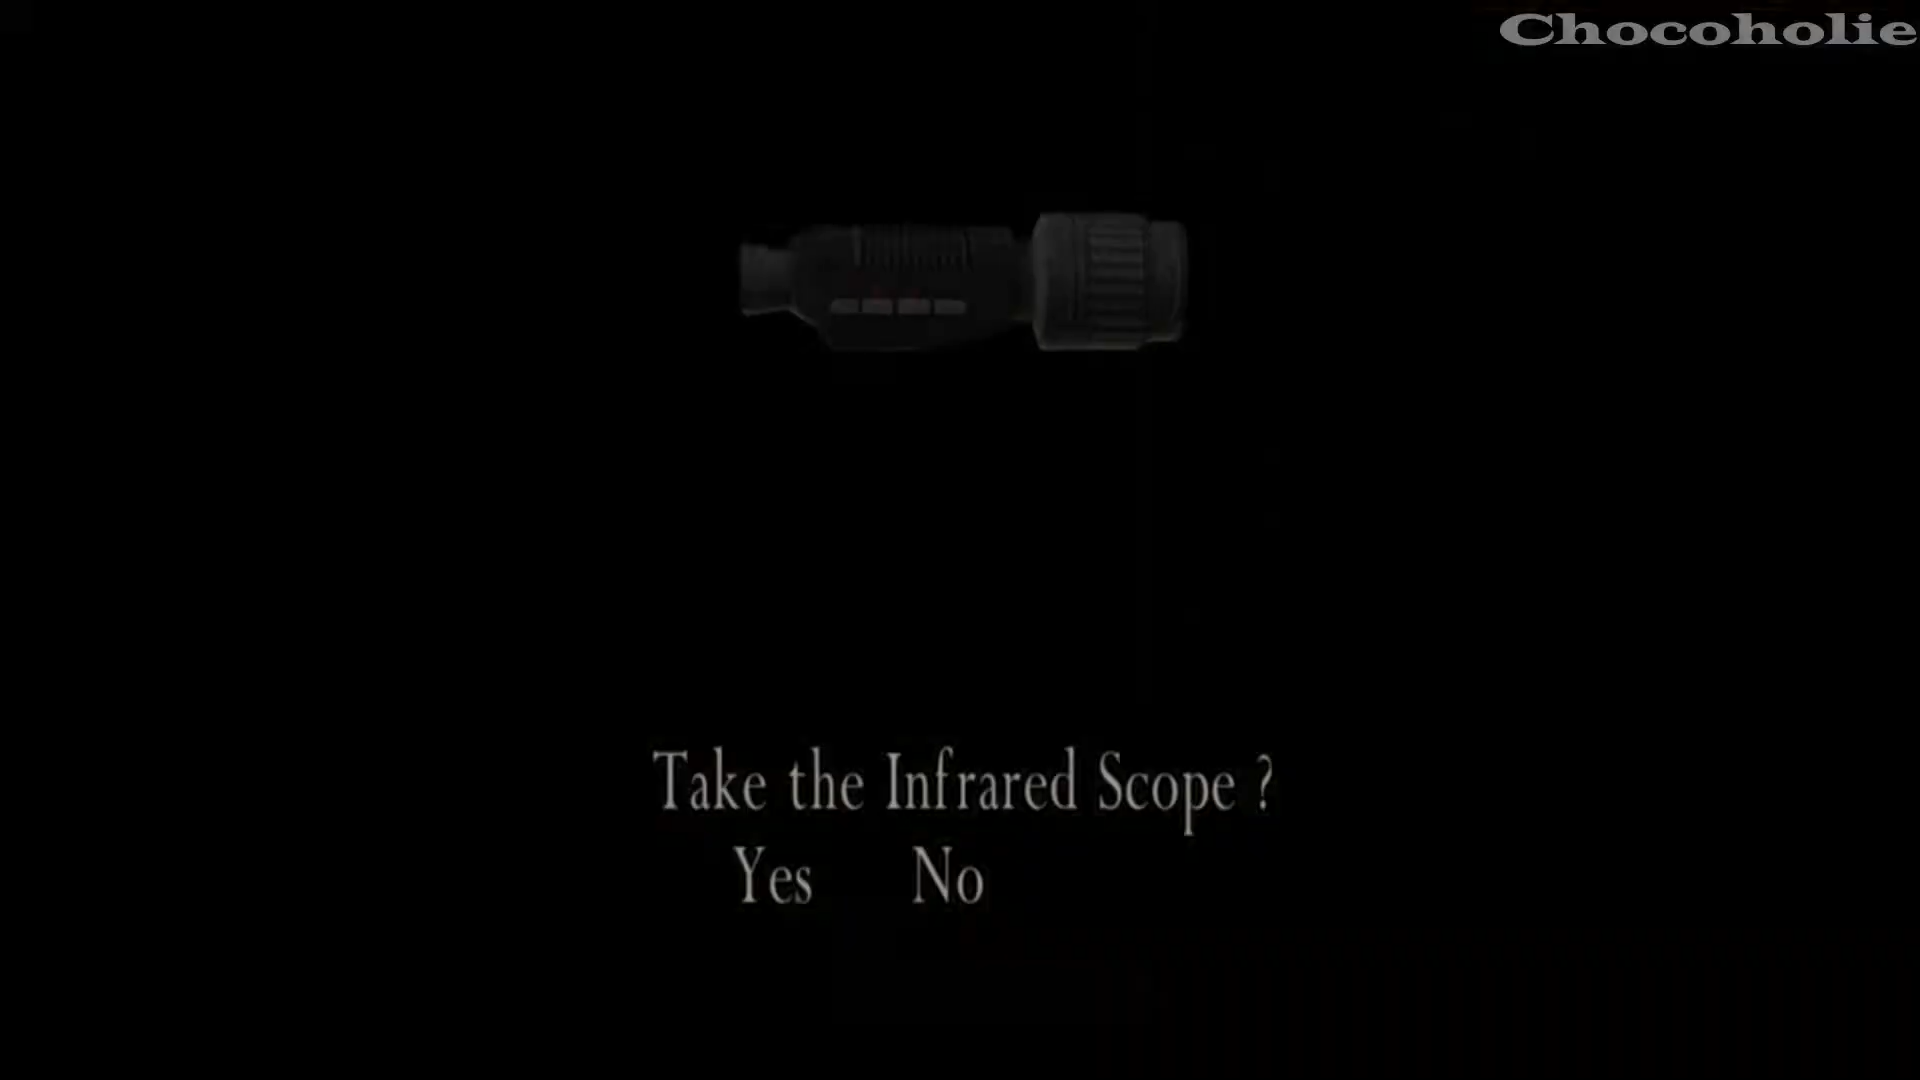 Chocoholie
Take the Infrared Scope ?
Yes No